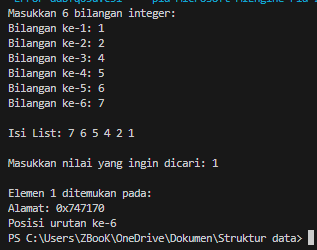 Masukkan 6 bilangan integer:
Bilangan ke-1: 1
Bilangan ke-2: 2
Bilangan ke-3: 4
Bilangan ke-4: 5
Bilangan ke-5: 6
Bilangan ke-6: 7
Isi List: 7 6 5 4 2 1
Masukkan nilai yang ingin dicari: 1
Elemen 1 ditemukan pada:
Alamat: 0x747170
Posisi urutan ke-6
PS C:\Users\ZBooK\OneDrive\Dokumen\Struktur data>